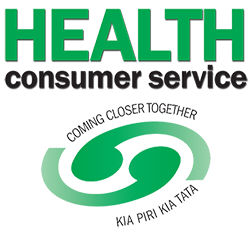 HEALTH
consumer service
COMING CLOSER TOGETHER
KIA PIRI KIA TATA